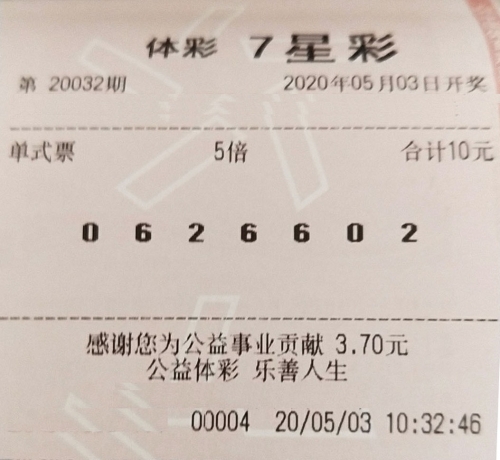 体彩 7星彩
第 20032期 2020年05月03日开奖
单式票 5倍 合计10元
0 6 2 6 6 0 2
感谢您为公益事业贡献 3.70元
公益体彩 乐善人生
00004 20/05/03 10:32:46